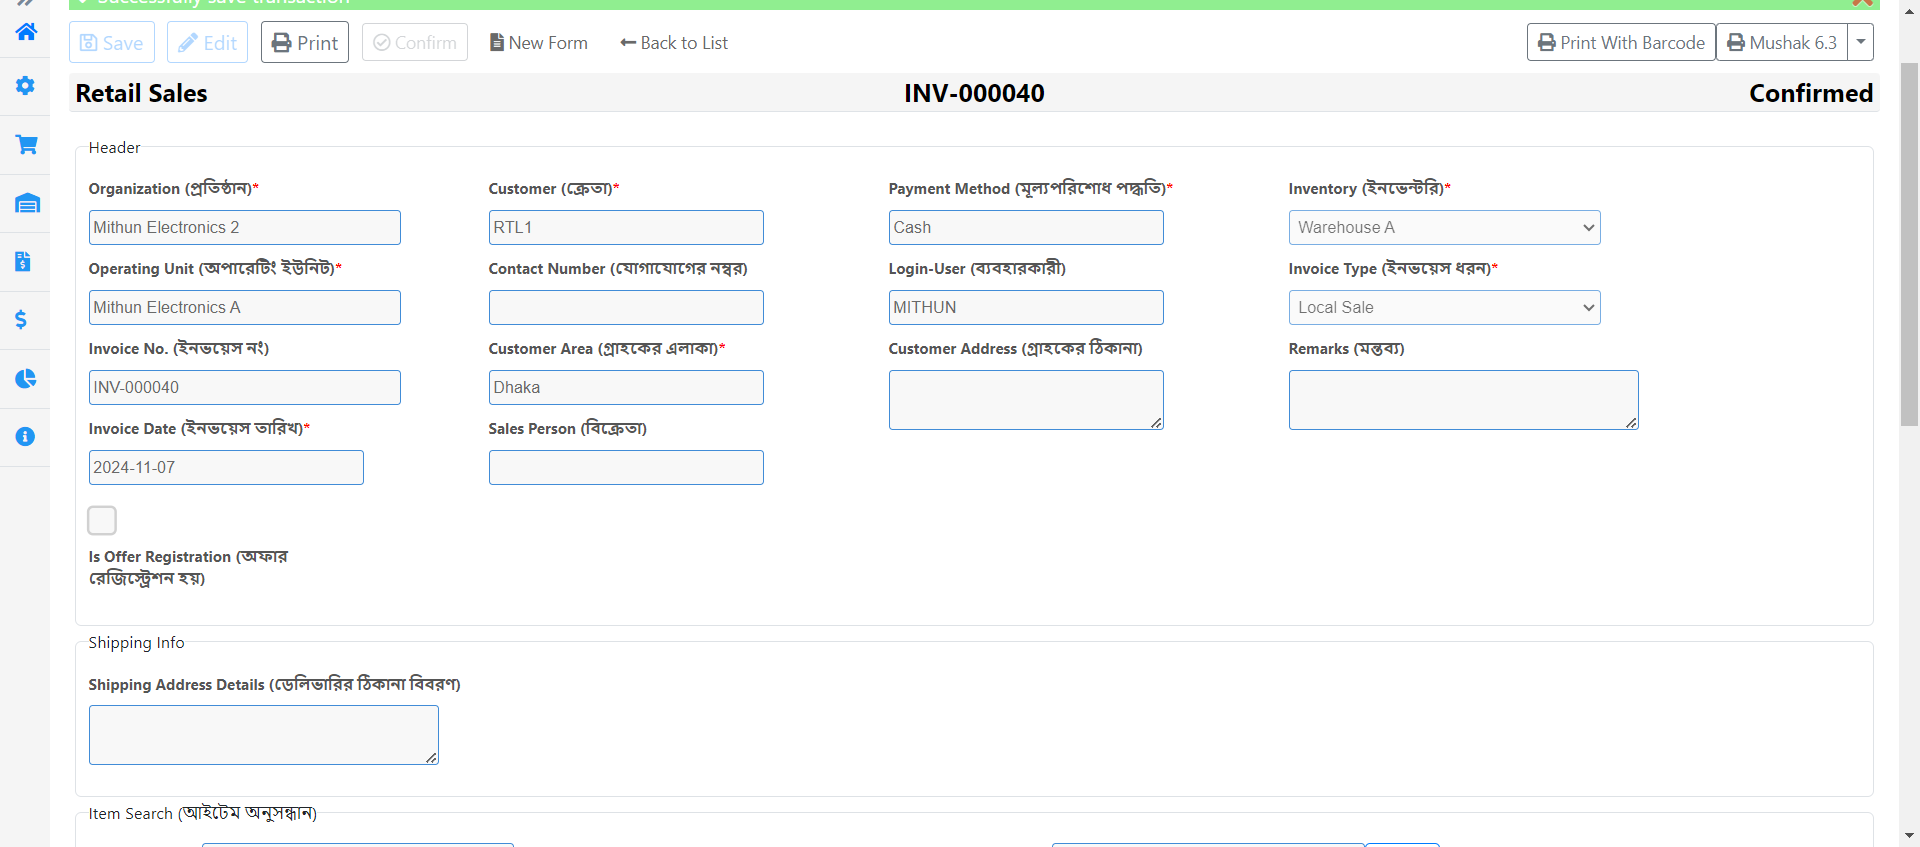 Successfully save transaction
Save Edit Print Confirm New Form Back to List Print With Barcode Mushak 6.3
Retail Sales INV-000040 Confirmed
Header
Organization (প্রতিষ্ঠান)* Customer (ক্রেতা)* Payment Method (মূল্যপরিশোধ পদ্ধতি)* Inventory (ইনভেন্টরি)*
Mithun Electronics 2 RTL1 Cash Warehouse A
Operating Unit (অপারেটিং ইউনিট)* Contact Number (যোগাযোগের নম্বর) Login-User (ব্যবহারকারী) Invoice Type (ইনভয়েস ধরন)*
Mithun Electronics A MITHUN Local Sale
Invoice No. (ইনভয়েস নং) Customer Area (গ্রাহকের এলাকা)* Customer Address (গ্রাহকের ঠিকানা) Remarks (মন্তব্য)
INV-000040 Dhaka
Invoice Date (ইনভয়েস তারিখ)* Sales Person (বিক্রেতা)
2024-11-07
Is Offer Registration (অফার
রেজিস্ট্রেশন হয়)
Shipping Info
Shipping Address Details (ডেলিভারির ঠিকানা বিবরণ)
Item Search (আইটেম অনুসন্ধান)